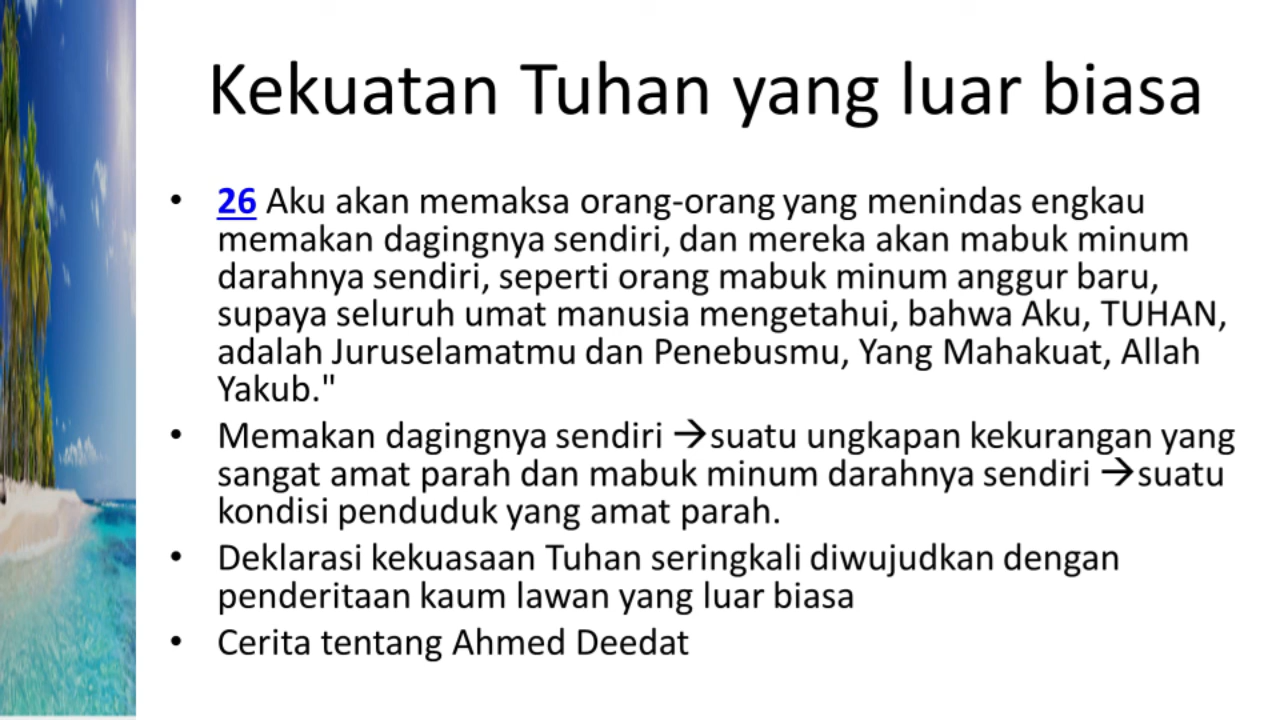 Kekuatan Tuhan yang luar biasa
• 26 Aku akan memaksa orang-orang yang menindas engkau
memakan dagingnya sendiri, dan mereka akan mabuk minum
darahnya sendiri, seperti orang mabuk minum anggur baru,
supaya seluruh umat manusia mengetahui, bahwa Aku, TUHAN,
adalah Juruselamatmu dan Penebusmu, Yang Mahakuat, Allah
Yakub."
• Memakan dagingnya sendiri →suatu ungkapan kekurangan yang
sangat amat parah dan mabuk minum darahnya sendiri →suatu
kondisi penduduk yang amat parah.
• Deklarasi kekuasaan Tuhan seringkali diwujudkan dengan
penderitaan kaum lawan yang luar biasa
• Cerita tentang Ahmed Deedat